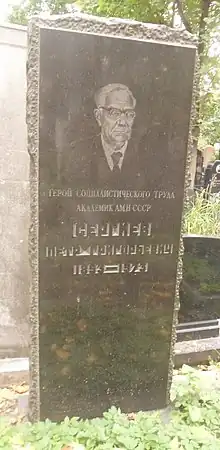 ГЕРОЙ СОЦИАЛИСТИЧЕСКОГО ТРУДА
АКАДЕМИК АМН СССР
СЕРГИЕВ
ПЕТР ГРИГОРЬЕВИЧ